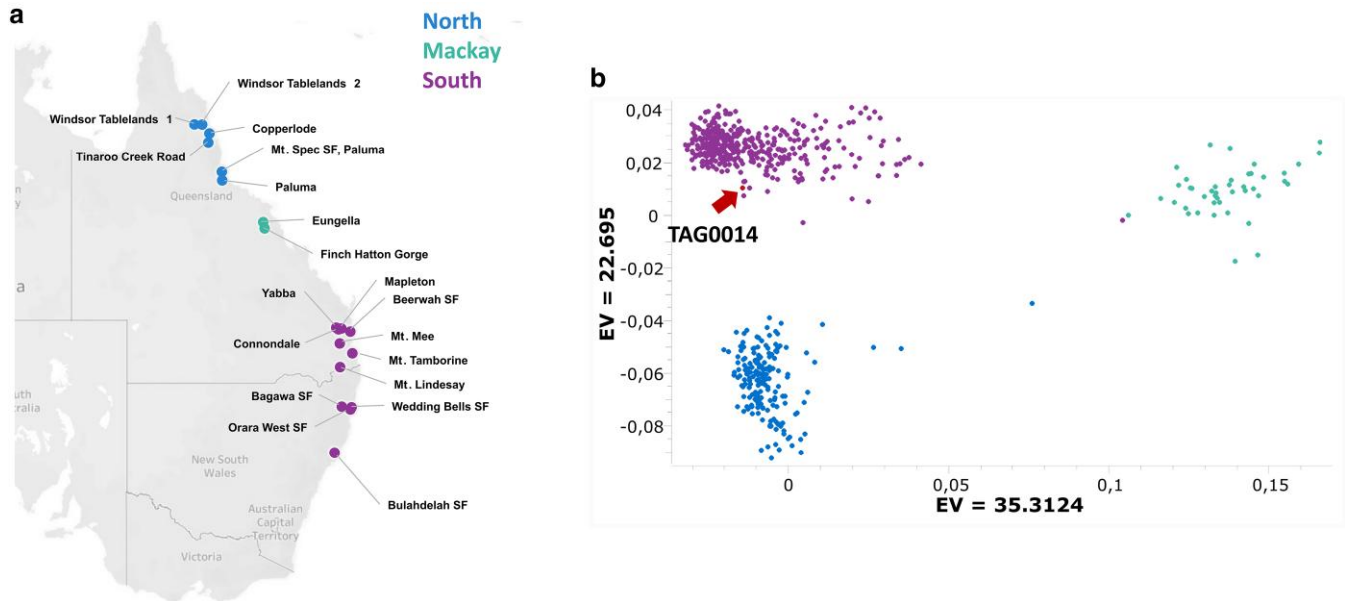 a
North
Mackay
South
Windsor Tablelands 2
Windsor Tablelands 1
Copperlode
Tinaroo Creek Road
Mt. Spec SF, Paluma
Paluma
Queensland
Eungella
Finch Hatton Gorge
Mapleton
Yabba
Beerwah SF
Connondale
Mt. Mee
Mt. Tamborine
Mt. Lindesay
Bagawa SF
Wedding Bells SF
Orara West SF
New South
Wales
Bulahdelah SF
Australian
Capital
Territory
Victoria
a
n
y
uth
tralia
b
0,04
0,02
0
-0,02
-0,04
-0,06
-0,08
EV = 22.695
TAG0014
0
0,05
0,1
0,15
EV = 35.3124